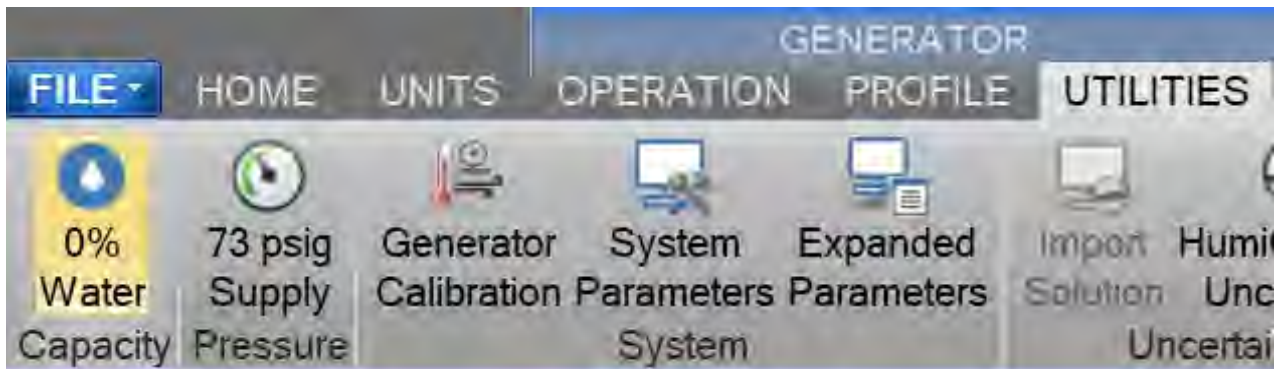 GENERATOR
FILE HOME UNITS OPERATION PROFILE UTILITIES
0% 73 psig Generator System Expanded Import
Water Supply Calibration Parameters Parameters Solution
Capacity Pressure System